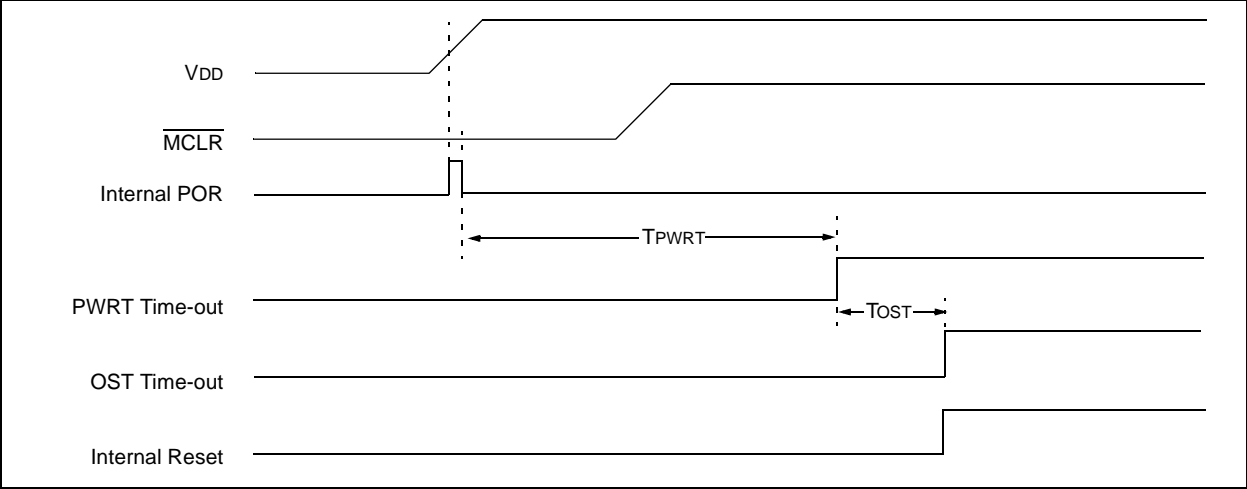 VDD
MCLR
Internal POR
TPWRT
PWRT Time-out
TOST
OST Time-out
Internal Reset